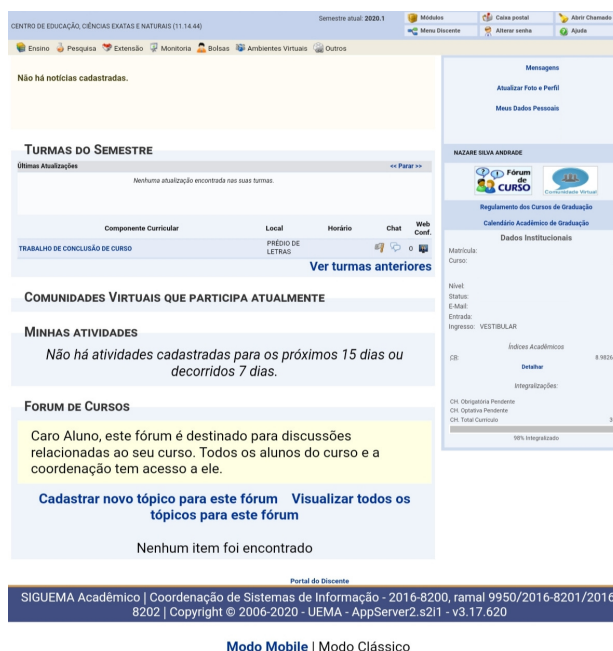 CENTRO DE EDUCAÇÃO, CIÊNCIAS EXATAS E NATURAIS (11.14.44)
Semestre atual: 2020.1
Módulos
Caixa postal
Abrir Chamado
Menu Discente
Alterar senha
Ajuda
Ensino Pesquisa Extensão Monitoria Bolsas Ambientes Virtuais Outros
Não há notícias cadastradas.
Mensagens
Atualizar Foto e Perfil
Meus Dados Pessoais
TURMAS DO SEMESTRE
Últimas Atualizações << Parar >>
Nenhuma atualização encontrada nas suas turmas.
Componente Curricular Local Horário Chat Web Conf.
TRABALHO DE CONCLUSÃO DE CURSO PRÉDIO DE LETRAS 0
Ver turmas anteriores
COMUNIDADES VIRTUAIS QUE PARTICIPA ATUALMENTE
MINHAS ATIVIDADES
Não há atividades cadastradas para os próximos 15 dias ou
decorridos 7 dias.
FORUM DE CURSOS
Caro Aluno, este fórum é destinado para discussões
relacionadas ao seu curso. Todos os alunos do curso e a
coordenação tem acesso a ele.
Cadastrar novo tópico para este fórum Visualizar todos os
tópicos para este fórum
Nenhum item foi encontrado
NAZARE SILVA ANDRADE
Fórum
de
CURSO
Comunidade Virtual
Regulamento dos Cursos de Graduação
Calendário Acadêmico de Graduação
Dados Institucionais
Matrícula:
Curso:
Nível:
Status:
E-Mail:
Entrada:
Ingresso: VESTIBULAR
Índices Acadêmicos
CR: 8.9826
Detalhar
Integralizações:
CH. Obrigatória Pendente
CH. Optativa Pendente
CH. Total Currículo 3
98% Integralizado
Portal do Discente
SIGUEMA Acadêmico | Coordenação de Sistemas de Informação - 2016-8200, ramal 9950/2016-8201/2016
8202 | Copyright © 2006-2020 - UEMA - AppServer2.s2i1 - v3.17.620
Modo Mobile | Modo Clássico